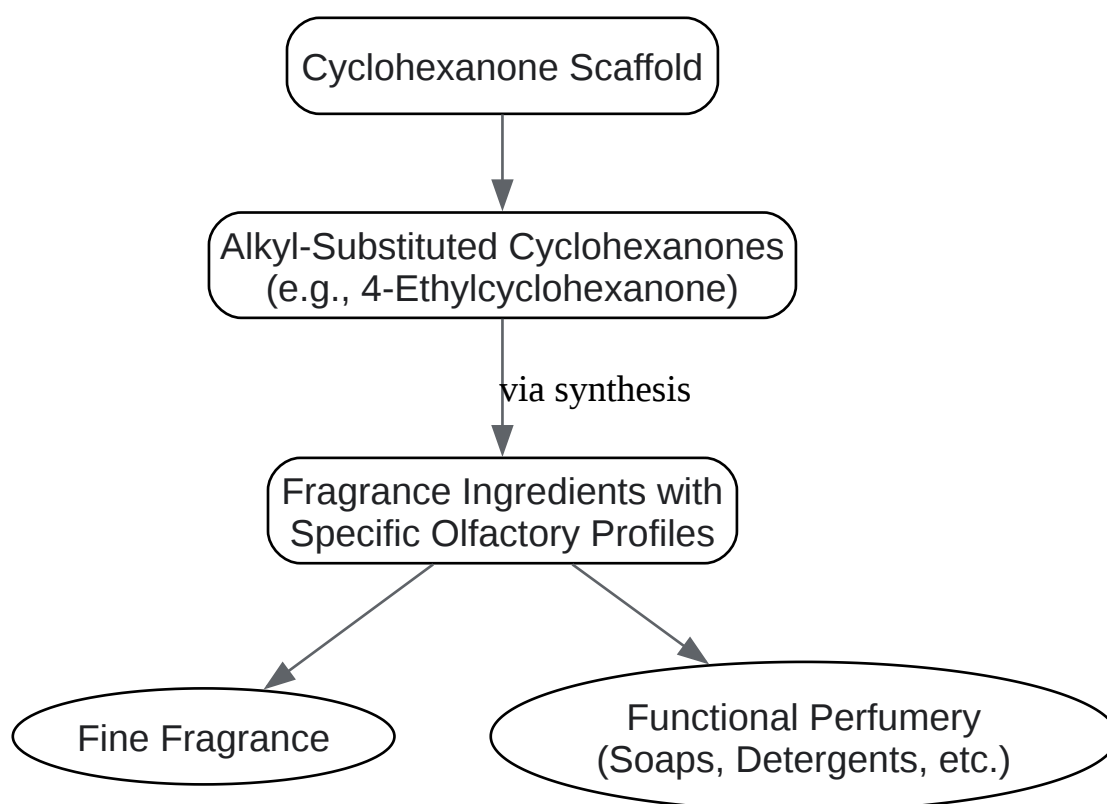 Cyclohexanone Scaffold
Alkyl-Substituted Cyclohexanones
(e.g., 4-Ethylcyclohexanone)
via synthesis
Fragrance Ingredients with
Specific Olfactory Profiles
Fine Fragrance
Functional Perfumery
(Soaps, Detergents, etc.)